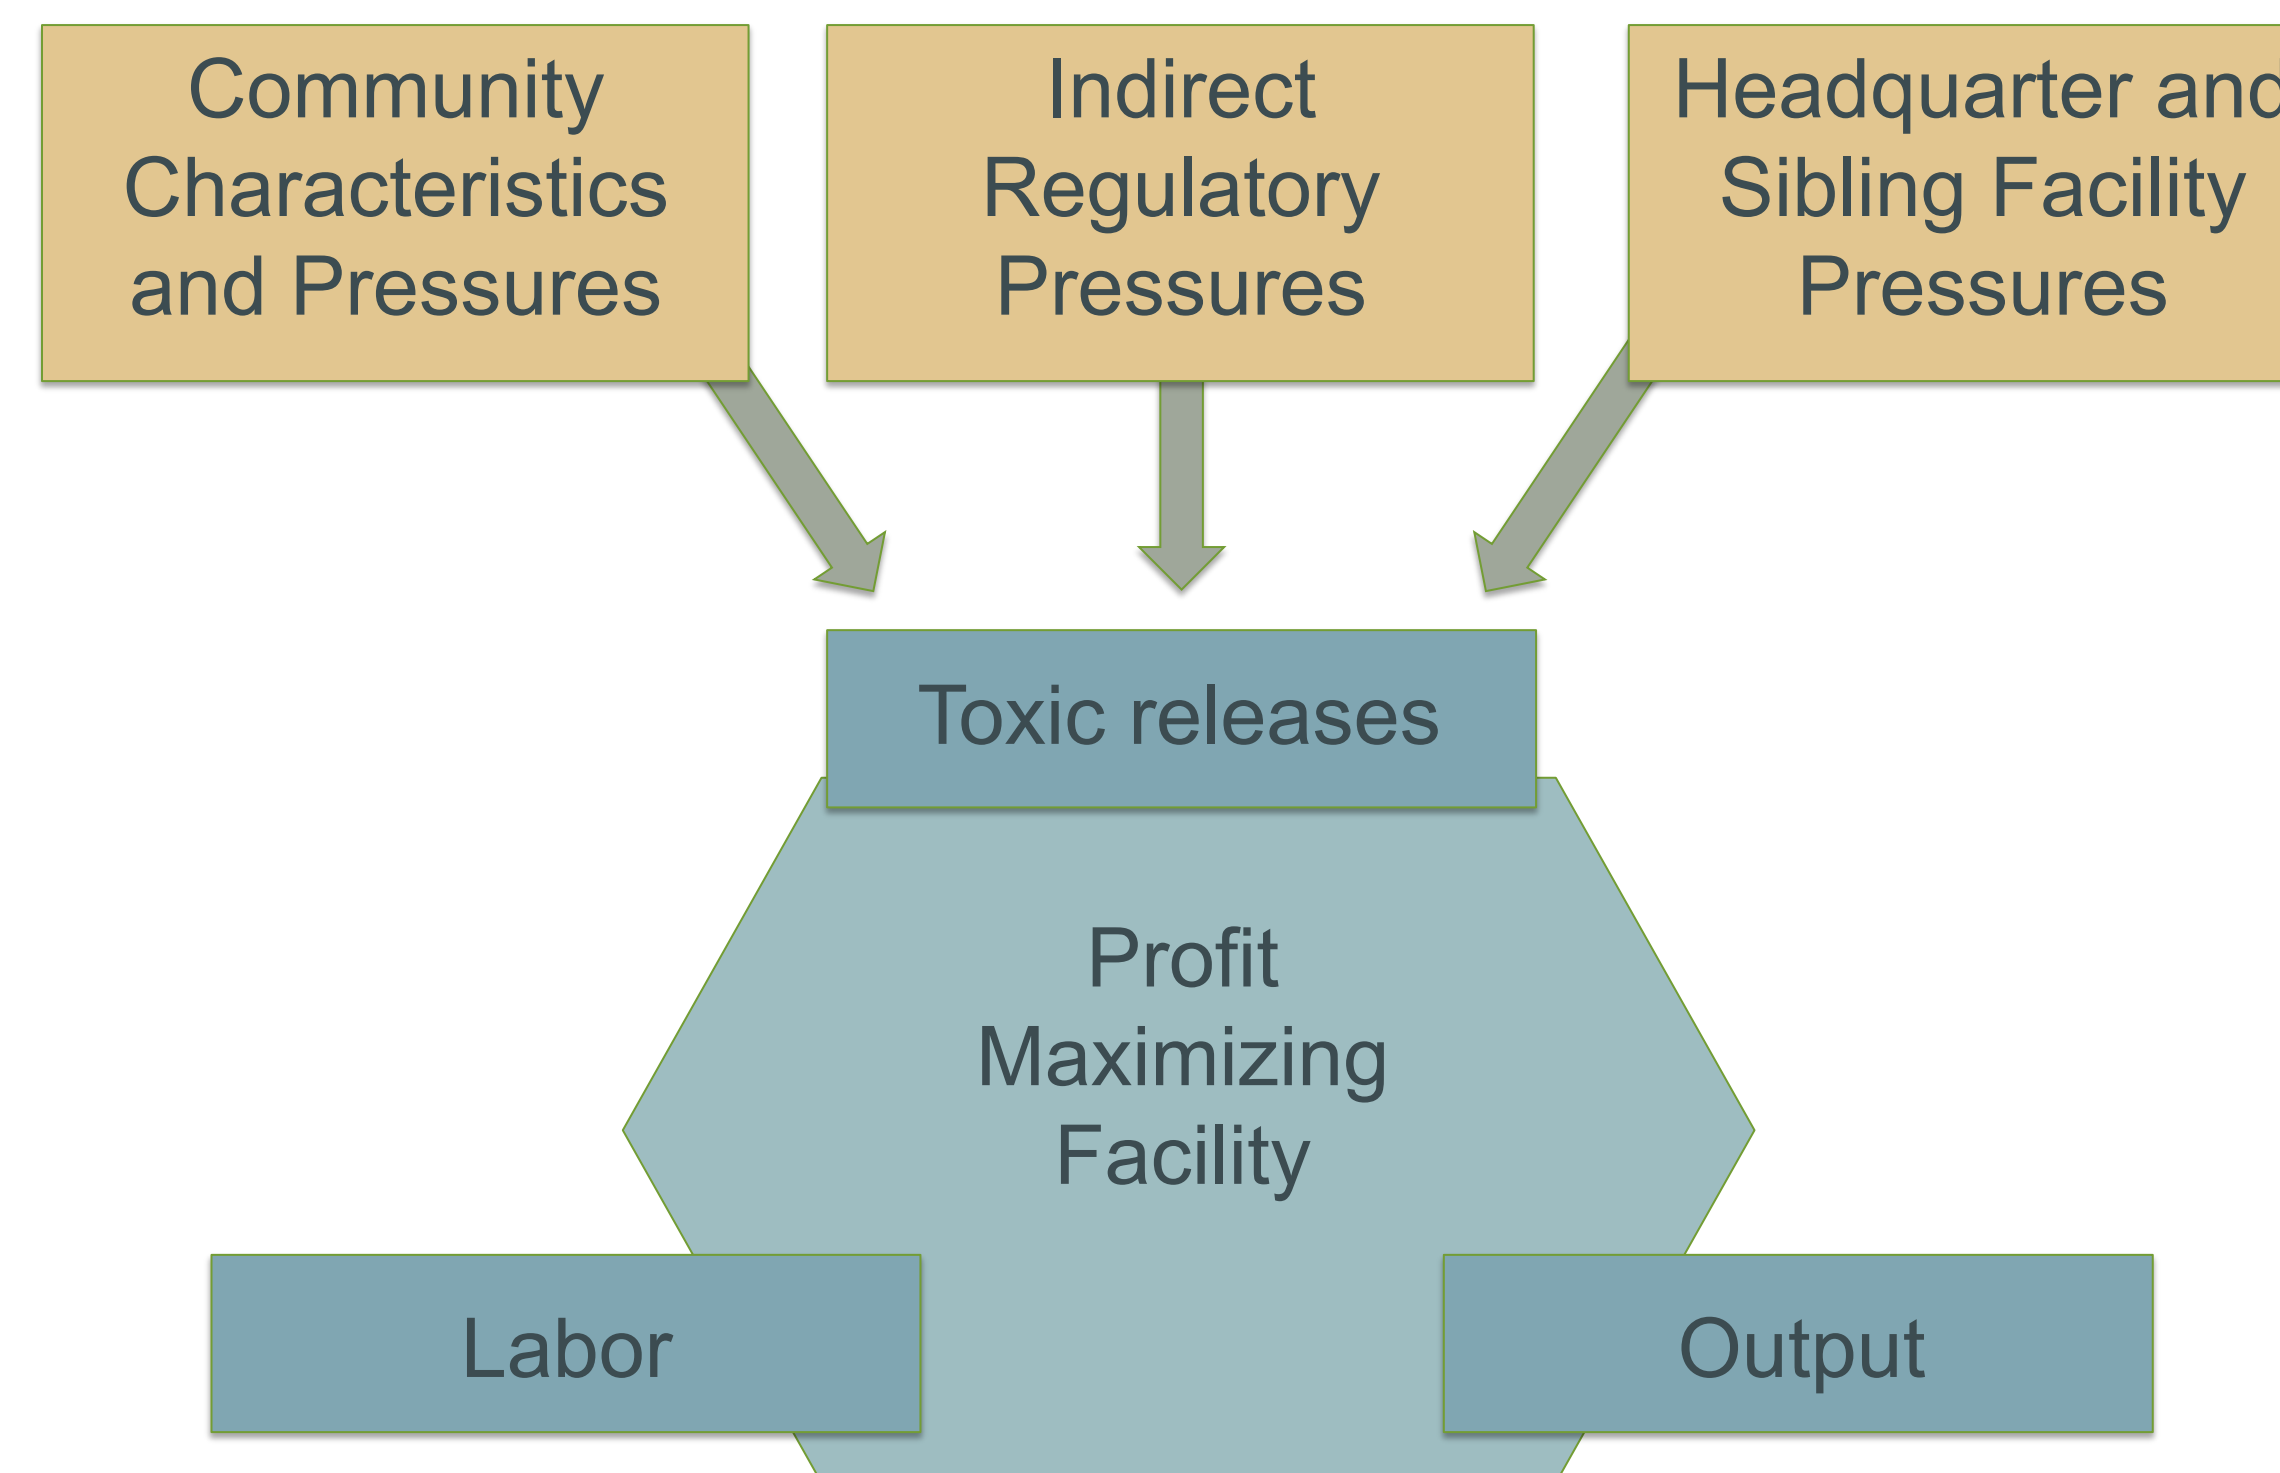 Community
Characteristics
and Pressures
Indirect
Regulatory
Pressures
Headquarter and
Sibling Facility
Pressures
Toxic releases
Profit
Maximizing
Facility
Labor
Output